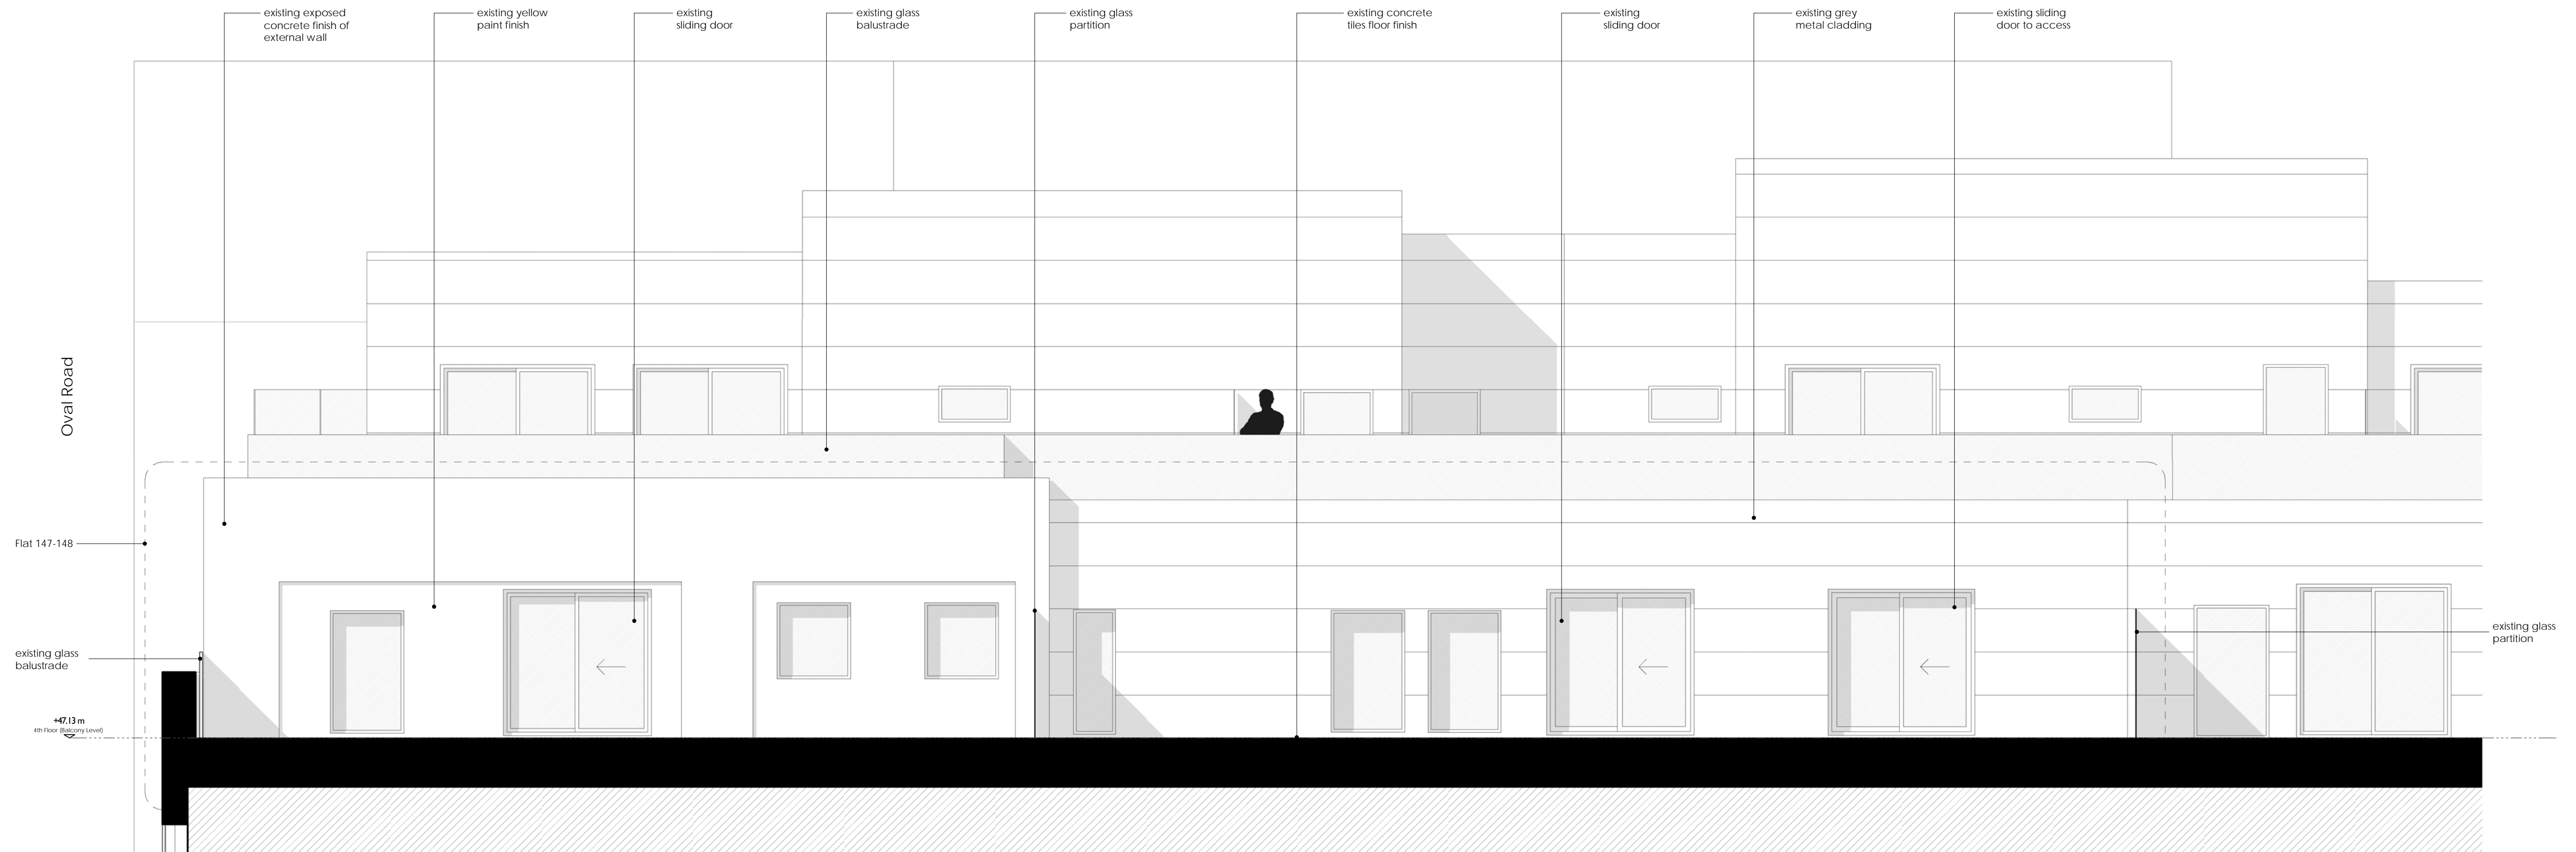 existing exposed
concrete finish of
external wall
existing yellow
paint finish
existing
sliding door
existing glass
balustrade
existing glass
partition
existing concrete
tiles floor finish
existing
sliding door
existing grey
metal cladding
existing sliding
door to access
Oval Road
Flat 147-148
existing glass
partition
existing glass
balustrade
+47.13 m
4th Floor (Balcony Level)